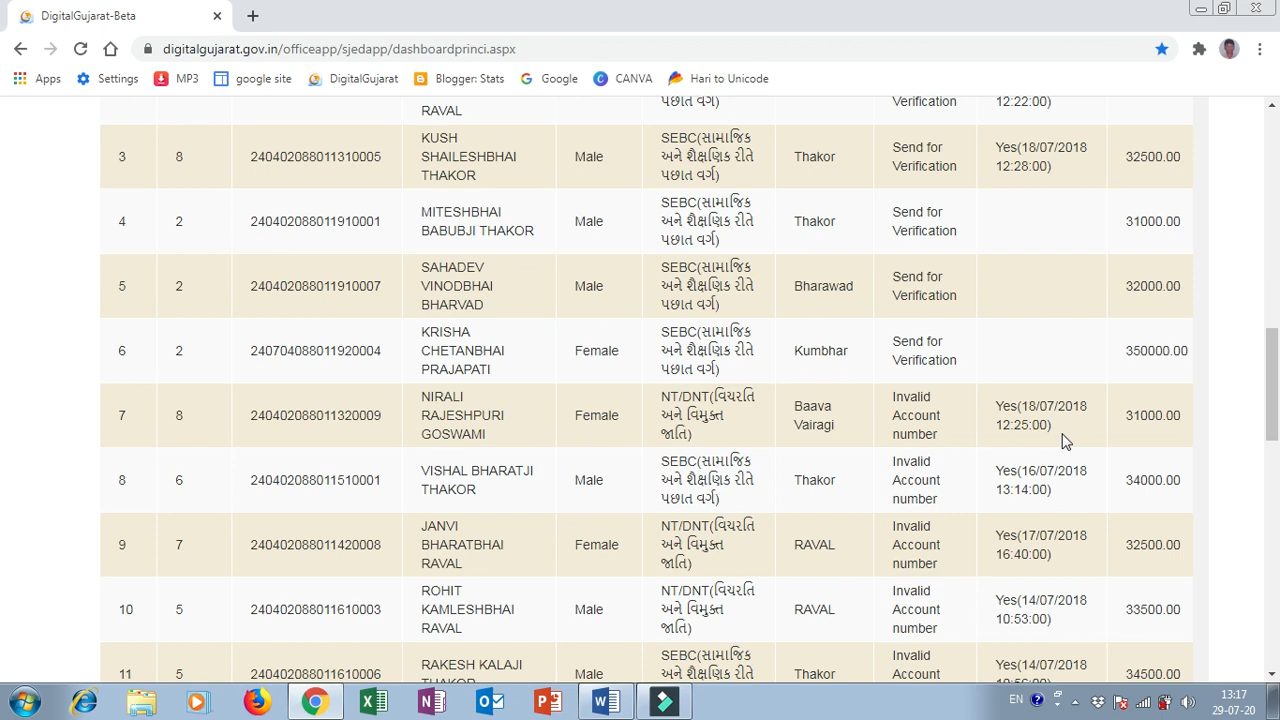 DigitalGujarat-Beta
digitalgujarat.gov.in/officeapp/sjedapp/dashboardprinci.aspx
Apps Settings MP3 google site DigitalGujarat Blogger: Stats Google CANVA Hari to Unicode
RAVAL પછાત વર્ગ) Verification 12:22:00)
3 8 240402088011310005 KUSH SHAILESHBHAI THAKOR Male SEBC(સામાજિક અને શૈક્ષણિક રીતે પછાત વર્ગ) Thakor Send for Verification Yes(18/07/2018 12:28:00) 32500.00
4 2 240402088011910001 MITESHBHAI BABUBJI THAKOR Male SEBC(સામાજિક અને શૈક્ષણિક રીતે પછાત વર્ગ) Thakor Send for Verification 31000.00
5 2 240402088011910007 SAHADEV VINODBHAI BHARVAD Male SEBC(સામાજિક અને શૈક્ષણિક રીતે પછાત વર્ગ) Bharawad Send for Verification 32000.00
6 2 240704088011920004 KRISHA CHETANBHAI PRAJAPATI Female SEBC(સામાજિક અને શૈક્ષણિક રીતે પછાત વર્ગ) Kumbhar Send for Verification 350000.00
7 8 240402088011320009 NIRALI RAJESHPURI GOSWAMI Female NT/DNT(વિચરતિ અને વિમુક્ત જાતિ) Baava Vairagi Invalid Account number Yes(18/07/2018 12:25:00) 31000.00
8 6 240402088011510001 VISHAL BHARATJI THAKOR Male SEBC(સામાજિક અને શૈક્ષણિક રીતે પછાત વર્ગ) Thakor Invalid Account number Yes(16/07/2018 13:14:00) 34000.00
9 7 240402088011420008 JANVI BHARATBHAI RAVAL Female NT/DNT(વિચરતિ અને વિમુક્ત જાતિ) RAVAL Invalid Account number Yes(17/07/2018 16:40:00) 32500.00
10 5 240402088011610003 ROHIT KAMLESHBHAI RAVAL Male NT/DNT(વિચરતિ અને વિમુક્ત જાતિ) RAVAL Invalid Account number Yes(14/07/2018 10:53:00) 33500.00
11 5 240402088011610006 RAKESH KALAJI THAKOR Male SEBC(સામાજિક અને શૈક્ષણિક રીતે Thakor Invalid Account Yes(14/07/2018 34500.00
EN 13:17
29-07-20